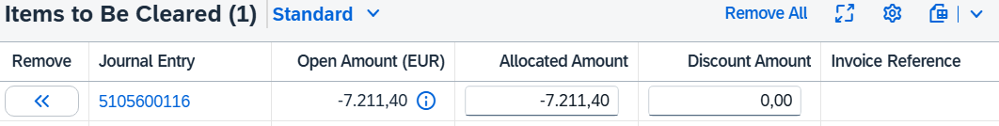 Items to Be Cleared (1) Standard Remove All
Remove Journal Entry Open Amount (EUR) Allocated Amount Discount Amount Invoice Reference
5105600116 -7.211,40 -7.211,40 0,00